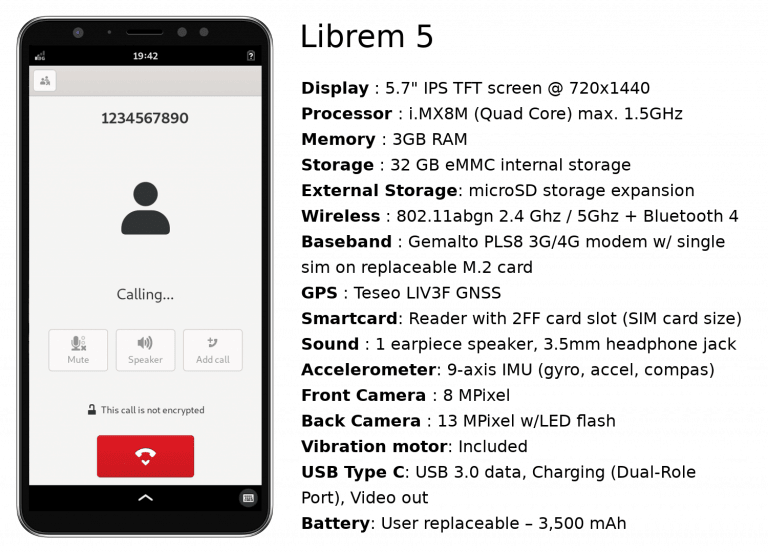 Librem 5
19:42
?
1234567890
Calling...
Mute
Speaker
Add call
This call is not encrypted
Display : 5.7" IPS TFT screen @ 720x1440
Processor : i.MX8M (Quad Core) max. 1.5GHz
Memory : 3GB RAM
Storage : 32 GB eMMC internal storage
External Storage: microSD storage expansion
Wireless : 802.11abgn 2.4 Ghz / 5Ghz + Bluetooth 4
Baseband : Gemalto PLS8 3G/4G modem w/ single
sim on replaceable M.2 card
GPS : Teseo LIV3F GNSS
Smartcard: Reader with 2FF card slot (SIM card size)
Sound : 1 earpiece speaker, 3.5mm headphone jack
Accelerometer: 9-axis IMU (gyro, accel, compas)
Front Camera : 8 MPixel
Back Camera : 13 MPixel w/LED flash
Vibration motor: Included
USB Type C: USB 3.0 data, Charging (Dual-Role
Port), Video out
Battery: User replaceable – 3,500 mAh